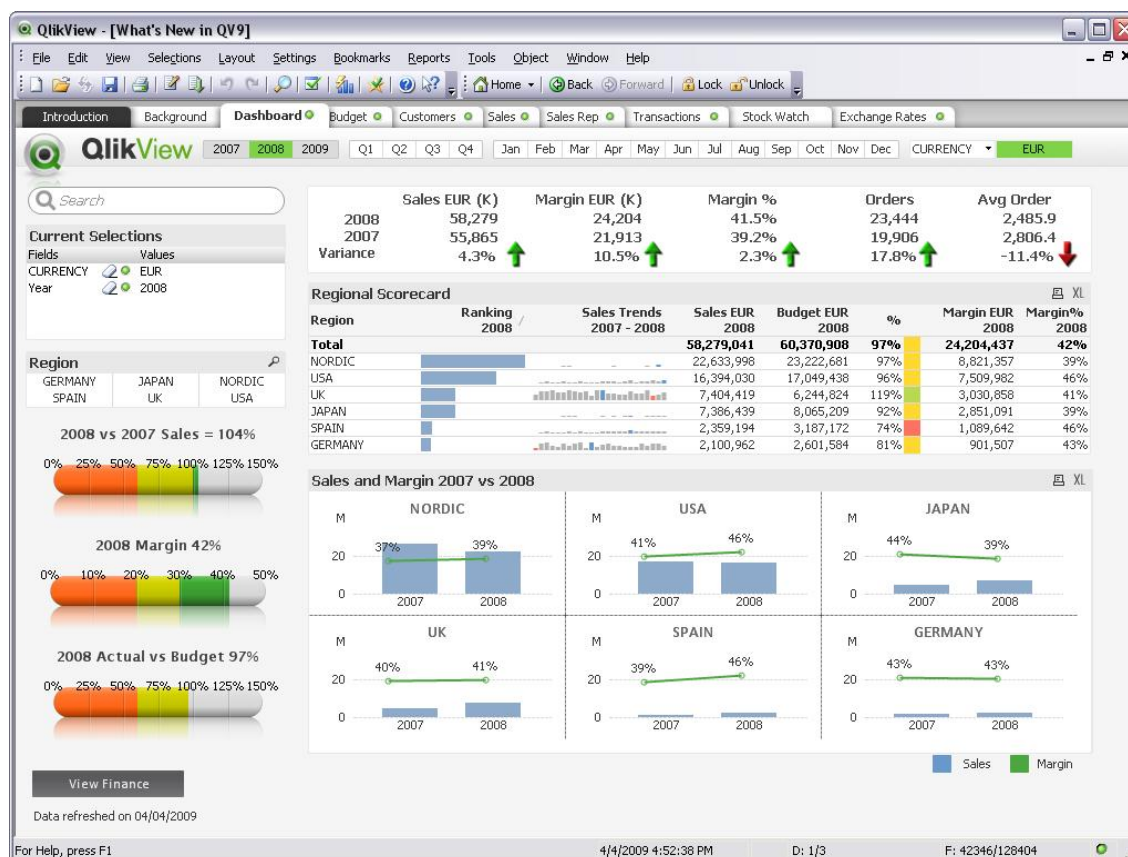 QlikView - [What's New in QV9]
File Edit View Selections Layout Settings Bookmarks Reports Tools Object Window Help
Home Back Forward Lock Unlock
Introduction Background Dashboard Budget Customers Sales Sales Rep Transactions Stock Watch Exchange Rates
QlikView 2007 2008 2009 Q1 Q2 Q3 Q4 Jan Feb Mar Apr May Jun Jul Aug Sep Oct Nov Dec CURRENCY EUR
Search
Current Selections
Fields Values
CURRENCY EUR
Year 2008
Region
GERMANY JAPAN NORDIC
SPAIN UK USA
2008 vs 2007 Sales = 104%
0% 25% 50% 75% 100% 125% 150%
2008 Margin 42%
0% 10% 20% 30% 40% 50%
2008 Actual vs Budget 97%
0% 25% 50% 75% 100% 125% 150%
View Finance
Data refreshed on 04/04/2009
Sales EUR (K) Margin EUR (K) Margin % Orders Avg Order
2008 58,279 24,204 41.5% 23,444 2,485.9
2007 55,865 21,913 39.2% 19,906 2,806.4
Variance 4.3% 10.5% 2.3% 17.8% -11.4%
Regional Scorecard XL
Region Ranking 2008 / Sales Trends 2007 - 2008 Sales EUR 2008 Budget EUR 2008 % Margin EUR 2008 Margin% 2008
Total 58,279,041 60,370,908 97% 24,204,437 42%
NORDIC 22,633,998 23,222,681 97% 8,821,357 39%
USA 16,394,030 17,049,438 96% 7,509,982 46%
UK 7,404,419 6,244,824 119% 3,030,858 41%
JAPAN 7,386,439 8,065,209 92% 2,851,091 39%
SPAIN 2,359,194 3,187,172 74% 1,089,642 46%
GERMANY 2,100,962 2,601,584 81% 901,507 43%
Sales and Margin 2007 vs 2008 XL
NORDIC USA JAPAN
M M M
37% 39% 41% 46% 44% 39%
20 20 20
0 0 0
2007 2008 2007 2008 2007 2008
UK SPAIN GERMANY
M M M
40% 41% 39% 46% 43% 43%
20 20 20
0 0 0
2007 2008 2007 2008 2007 2008
Sales Margin
For Help, press F1 4/4/2009 4:52:38 PM D: 1/3 F: 42346/128404